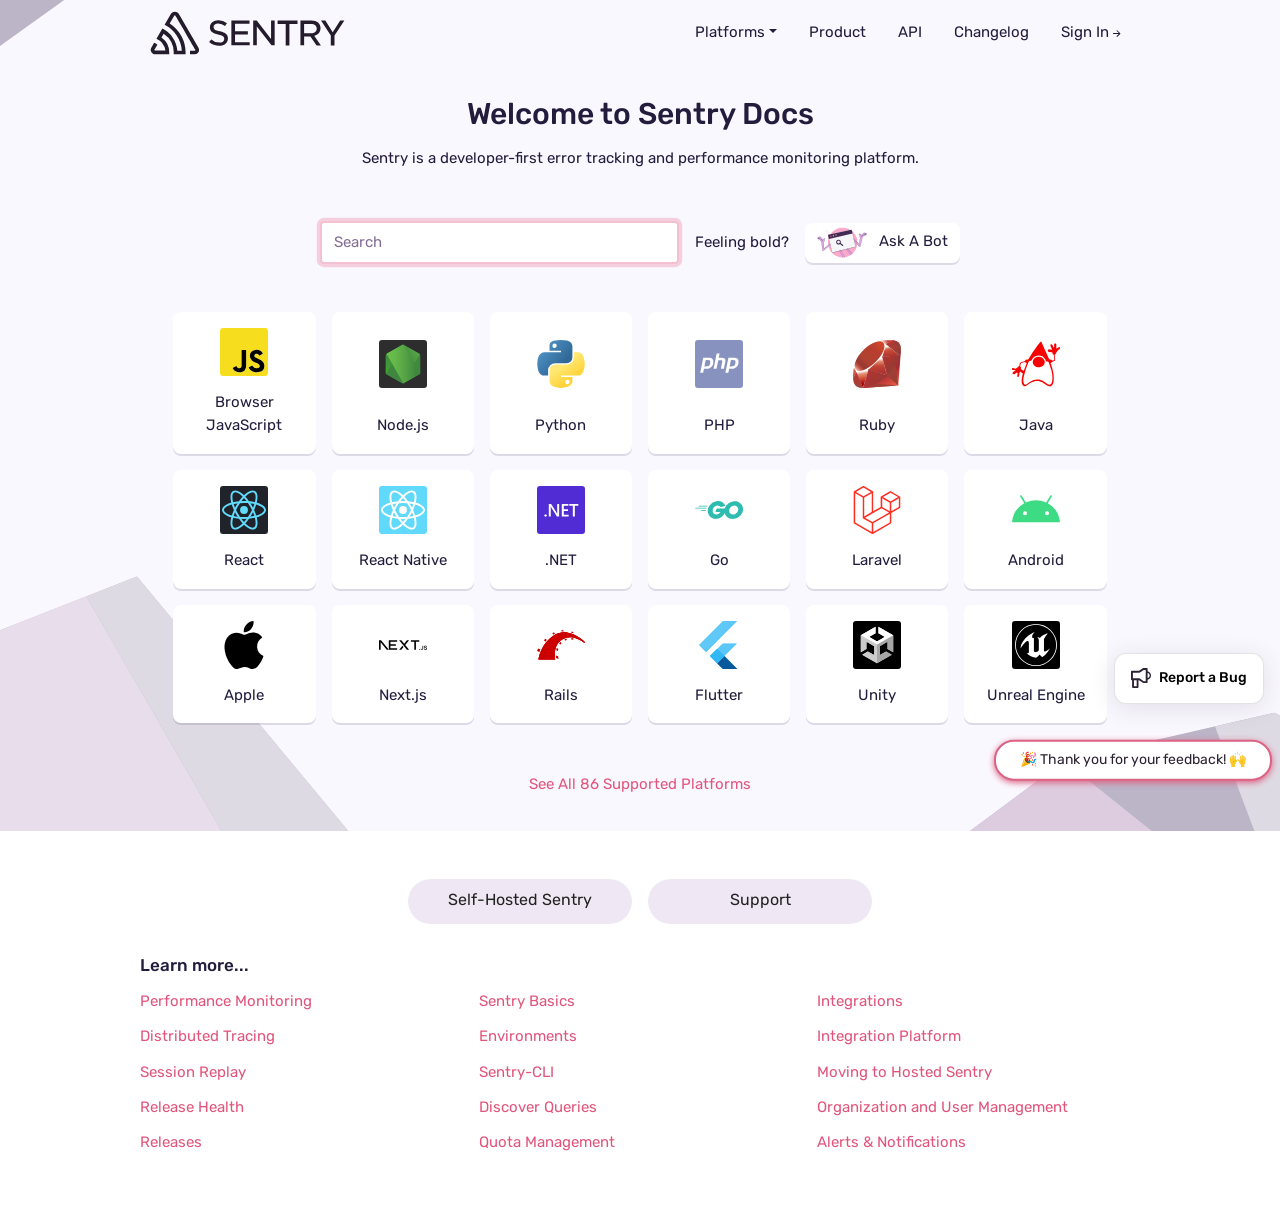 SENTRY
Platforms
Product
API
Changelog
Sign In →
Welcome to Sentry Docs
Sentry is a developer-first error tracking and performance monitoring platform.
Search
Feeling bold?
Ask A Bot
JS
Browser
JavaScript
Node.js
Python
php
PHP
Ruby
Java
React
React Native
.NET
.NET
GO
Go
Laravel
Android
Apple
NEXT.js
Next.js
Rails
Flutter
Unity
Unreal Engine
Report a Bug
🎉 Thank you for your feedback! 🙌
See All 86 Supported Platforms
Self-Hosted Sentry
Support
Learn more...
Performance Monitoring
Sentry Basics
Integrations
Distributed Tracing
Environments
Integration Platform
Session Replay
Sentry-CLI
Moving to Hosted Sentry
Release Health
Discover Queries
Organization and User Management
Releases
Quota Management
Alerts & Notifications